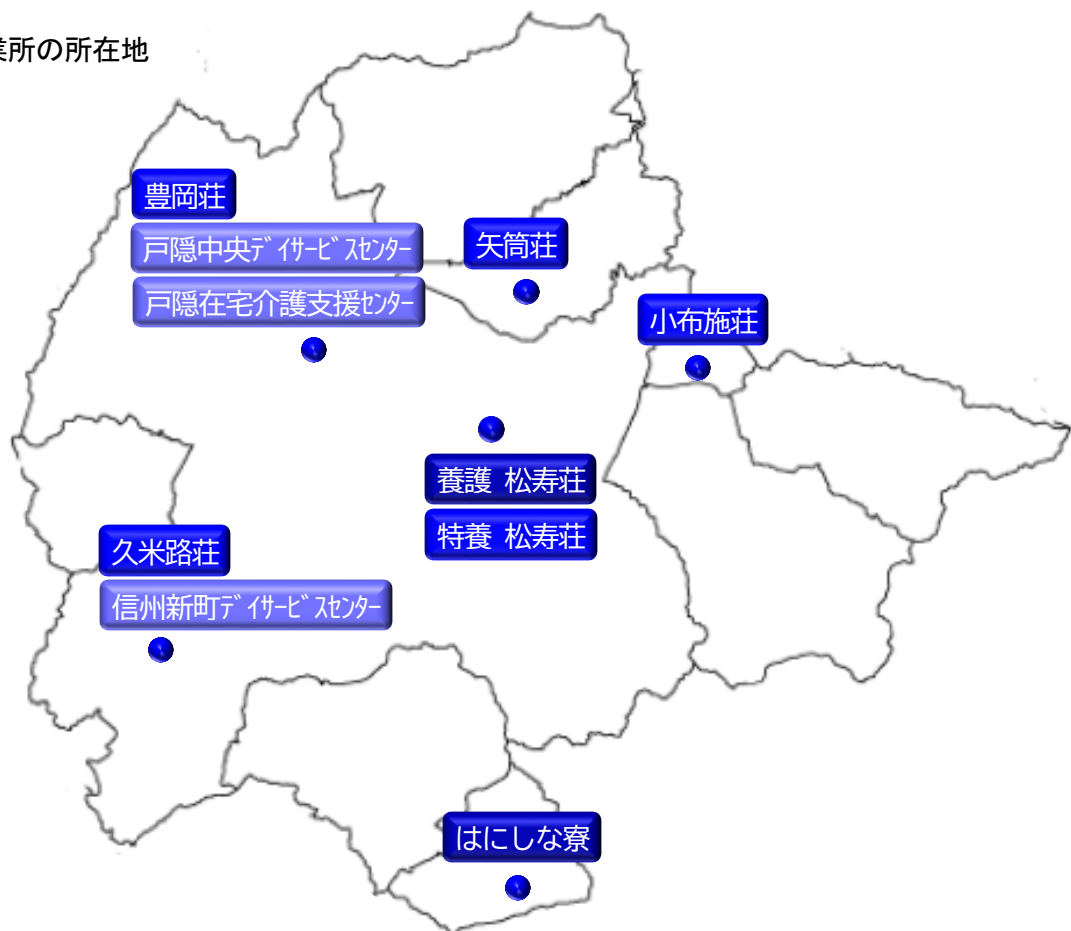 業所の所在地
豊岡荘
戸隠中央ﾃﾞｲｻｰﾋﾞｽｾﾝﾀｰ
戸隠在宅介護支援ｾﾝﾀｰ
矢筒荘
小布施荘
養護 松寿荘
特養 松寿荘
久米路荘
信州新町ﾃﾞｲｻｰﾋﾞｽｾﾝﾀｰ
はにしな寮